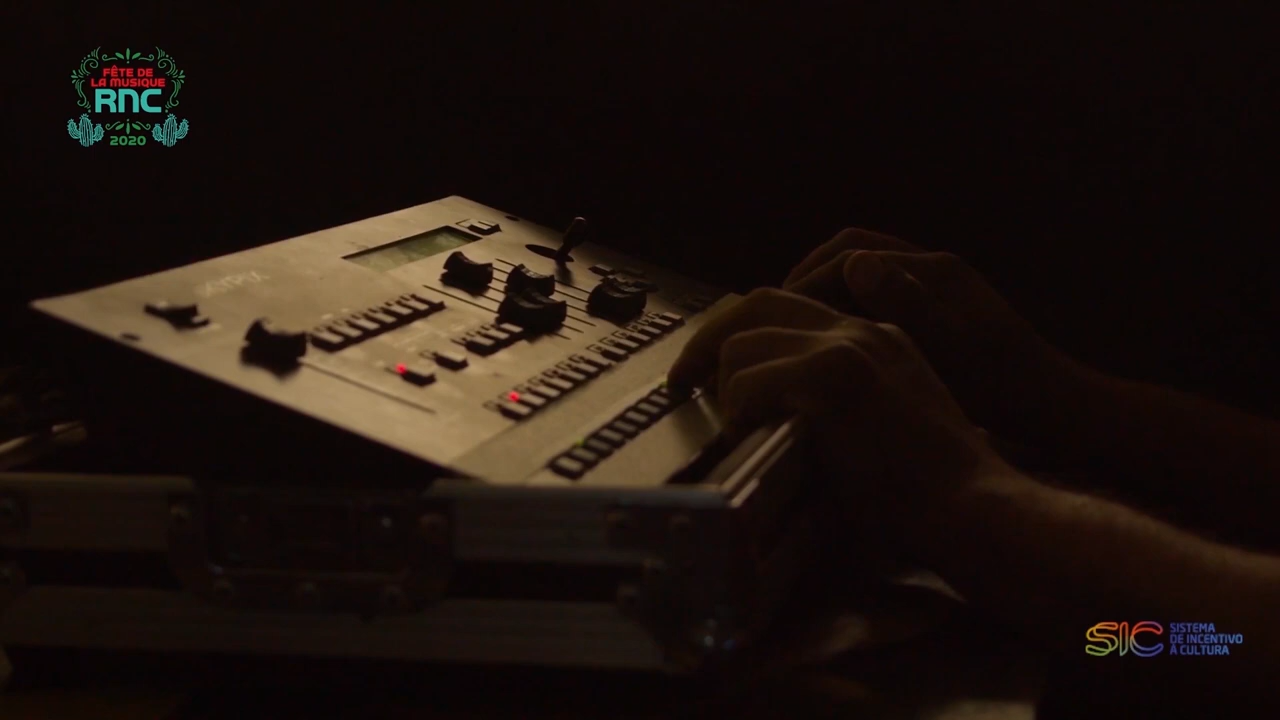 FÊTE DE
LA MUSIQUE
RNC
2020
SIC
SISTEMA
DE INCENTIVO
À CULTURA